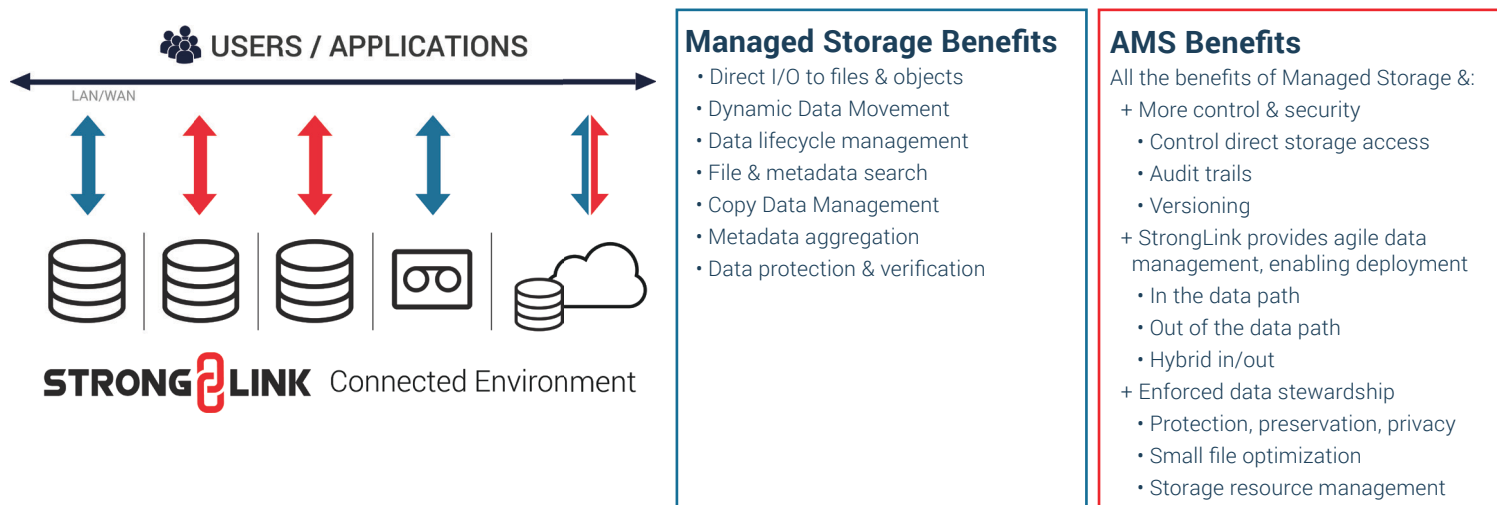 USERS / APPLICATIONS
LAN/WAN
STRONG LINK Connected Environment
Managed Storage Benefits
• Direct I/O to files & objects
• Dynamic Data Movement
• Data lifecycle management
• File & metadata search
• Copy Data Management
• Metadata aggregation
• Data protection & verification
AMS Benefits
All the benefits of Managed Storage &:
+ More control & security
• Control direct storage access
• Audit trails
• Versioning
+ StrongLink provides agile data
management, enabling deployment
• In the data path
• Out of the data path
• Hybrid in/out
+ Enforced data stewardship
• Protection, preservation, privacy
• Small file optimization
• Storage resource management